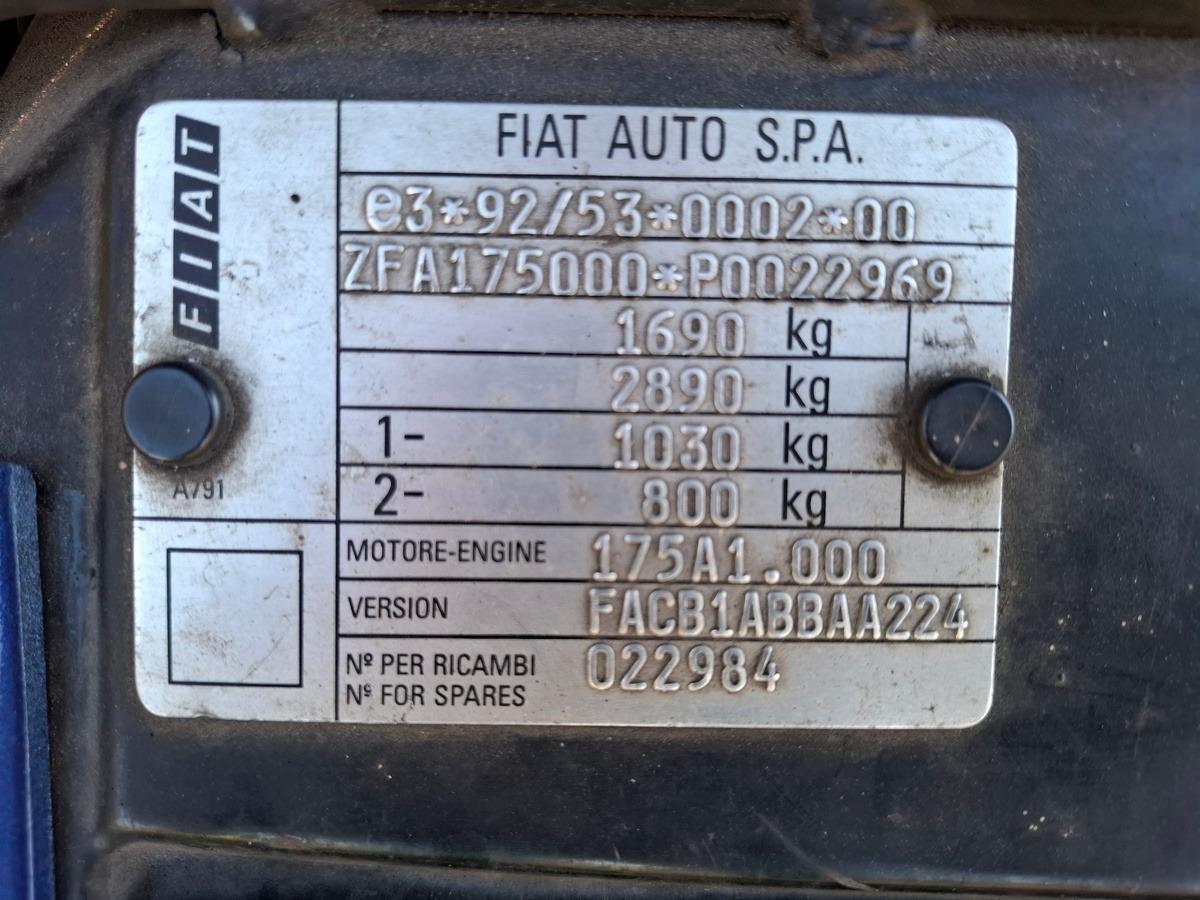 FIAT
FIAT AUTO S.P.A.
e3*92/53*0002*00
ZFA175000*P0022969
1690 kg
2890 kg
1- 1030 kg
2- 800 kg
A791
MOTORE-ENGINE 175A1.000
VERSION FACB1ABBAA224
Nº PER RICAMBI 022984
Nº FOR SPARES